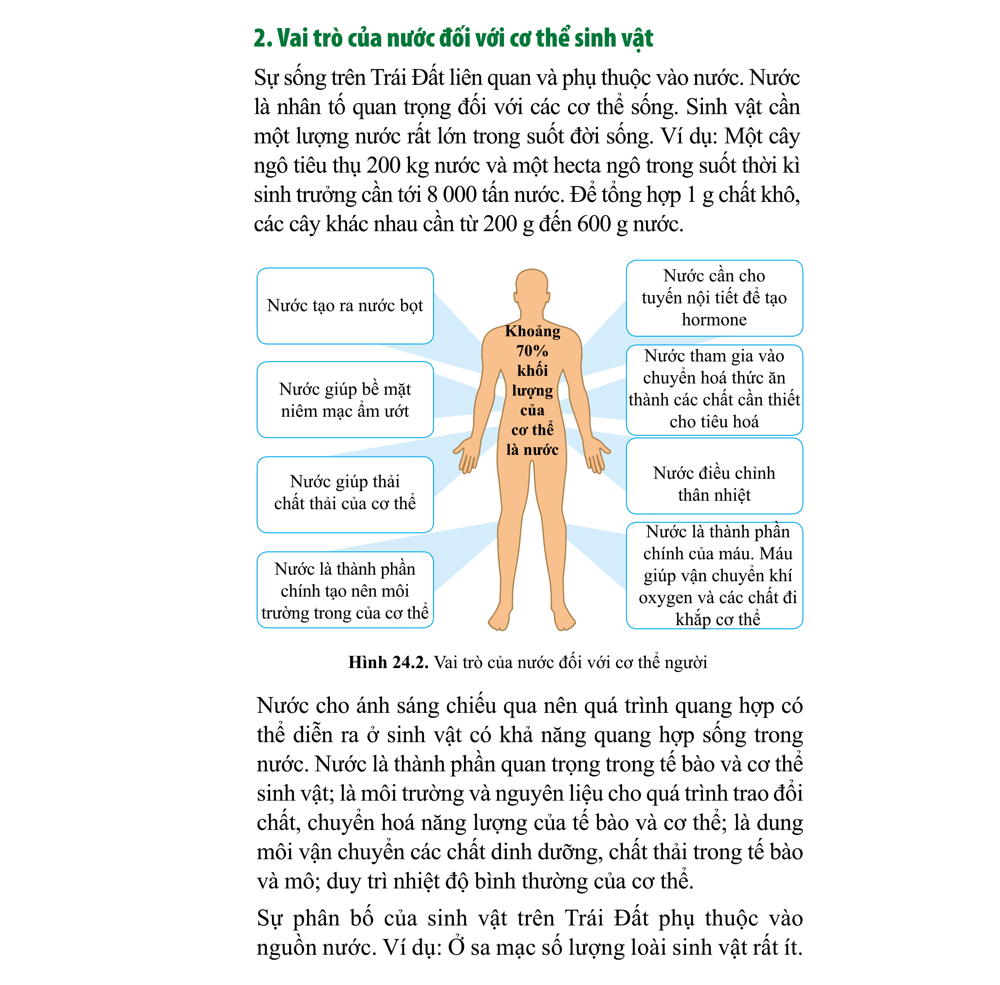 2. Vai trò của nước đối với cơ thể sinh vật
Sự sống trên Trái Đất liên quan và phụ thuộc vào nước. Nước
là nhân tố quan trọng đối với các cơ thể sống. Sinh vật cần
một lượng nước rất lớn trong suốt đời sống. Ví dụ: Một cây
ngô tiêu thụ 200 kg nước và một hecta ngô trong suốt thời kì
sinh trưởng cần tới 8 000 tấn nước. Để tổng hợp 1 g chất khô,
các cây khác nhau cần từ 200 g đến 600 g nước.
Nước tạo ra nước bọt
Nước giúp bề mặt
niêm mạc ẩm ướt
Nước giúp thải
chất thải của cơ thể
Nước là thành phần
chính tạo nên môi
trường trong của cơ thể
Khoảng
70%
khối
lượng
của
cơ thể
là nước
Nước cần cho
tuyến nội tiết để tạo
hormone
Nước tham gia vào
chuyển hoá thức ăn
thành các chất cần thiết
cho tiêu hoá
Nước điều chỉnh
thân nhiệt
Nước là thành phần
chính của máu. Máu
giúp vận chuyển khí
oxygen và các chất đi
khắp cơ thể
Hình 24.2. Vai trò của nước đối với cơ thể người
Nước cho ánh sáng chiếu qua nên quá trình quang hợp có
thể diễn ra ở sinh vật có khả năng quang hợp sống trong
nước. Nước là thành phần quan trọng trong tế bào và cơ thể
sinh vật; là môi trường và nguyên liệu cho quá trình trao đổi
chất, chuyển hoá năng lượng của tế bào và cơ thể; là dung
môi vận chuyển các chất dinh dưỡng, chất thải trong tế bào
và mô; duy trì nhiệt độ bình thường của cơ thể.
Sự phân bố của sinh vật trên Trái Đất phụ thuộc vào
nguồn nước. Ví dụ: Ở sa mạc số lượng loài sinh vật rất ít.